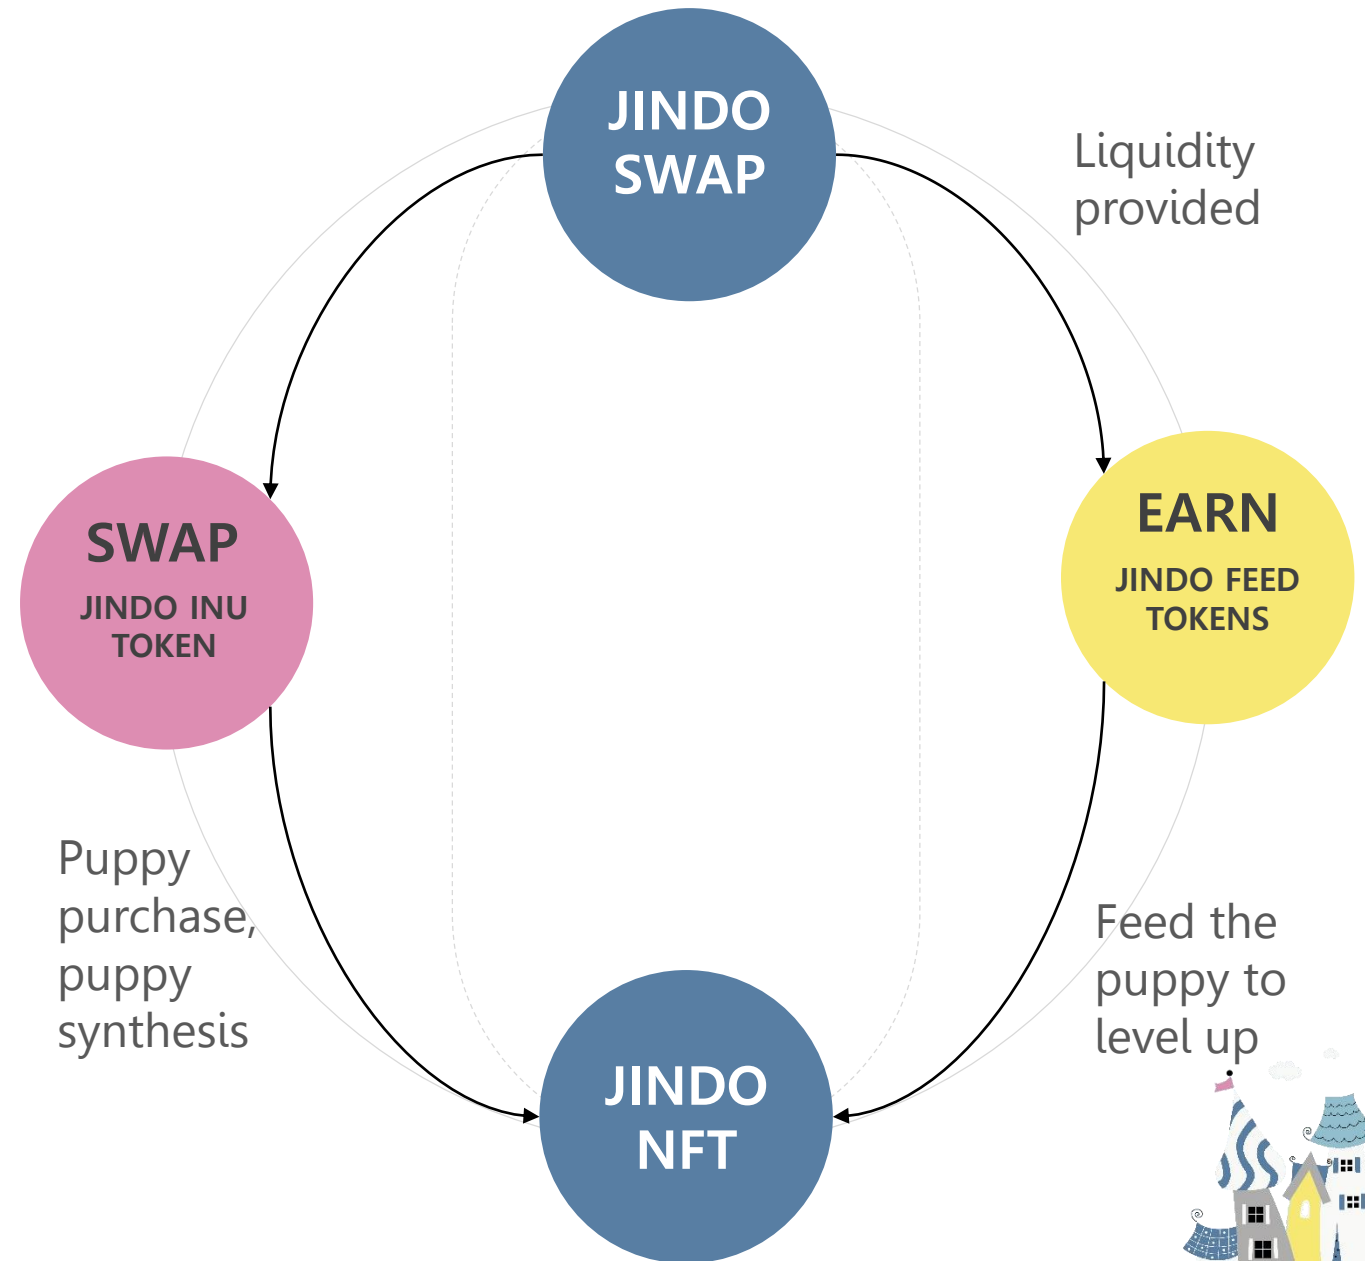 JINDO
SWAP
Liquidity
provided
SWAP
JINDO INU
TOKEN
EARN
JINDO FEED
TOKENS
Puppy
purchase,
puppy
synthesis
Feed the
puppy to
level up
JINDO
NFT